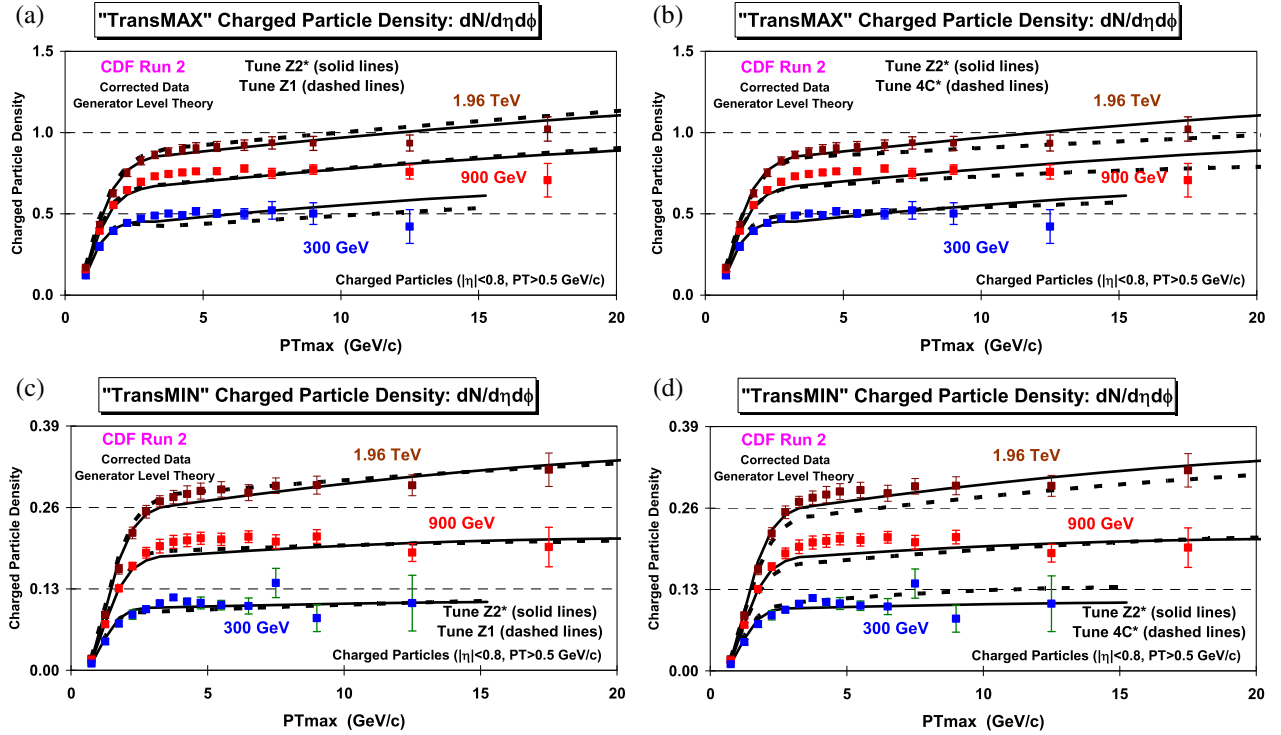 (a)
"TransMAX" Charged Particle Density: dN/dηdϕ
1.5
1.0
0.5
0.0
Charged Particle Density
CDF Run 2
Corrected Data
Generator Level Theory
Tune Z2* (solid lines)
Tune Z1 (dashed lines)
1.96 TeV
900 GeV
300 GeV
Charged Particles (|η|<0.8, PT>0.5 GeV/c)
0 5 10 15 20
PTmax (GeV/c)
(b)
"TransMAX" Charged Particle Density: dN/dηdϕ
1.5
1.0
0.5
0.0
Charged Particle Density
CDF Run 2
Corrected Data
Generator Level Theory
Tune Z2* (solid lines)
Tune 4C* (dashed lines)
1.96 TeV
900 GeV
300 GeV
Charged Particles (|η|<0.8, PT>0.5 GeV/c)
0 5 10 15 20
PTmax (GeV/c)
(c)
"TransMIN" Charged Particle Density: dN/dηdϕ
0.39
0.26
0.13
0.00
Charged Particle Density
CDF Run 2
Corrected Data
Generator Level Theory
1.96 TeV
900 GeV
300 GeV
Tune Z2* (solid lines)
Tune Z1 (dashed lines)
Charged Particles (|η|<0.8, PT>0.5 GeV/c)
0 5 10 15 20
PTmax (GeV/c)
(d)
"TransMIN" Charged Particle Density: dN/dηdϕ
0.39
0.26
0.13
0.00
Charged Particle Density
CDF Run 2
Corrected Data
Generator Level Theory
1.96 TeV
900 GeV
300 GeV
Tune Z2* (solid lines)
Tune 4C* (dashed lines)
Charged Particles (|η|<0.8, PT>0.5 GeV/c)
0 5 10 15 20
PTmax (GeV/c)